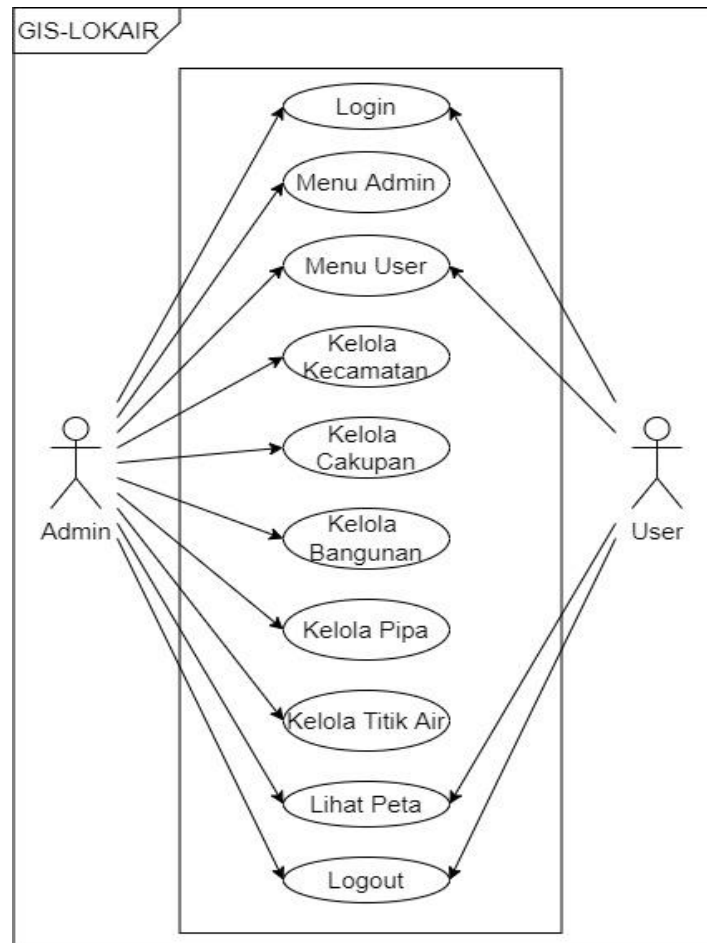 GIS-LOKAIR
Login
Menu Admin
Menu User
Kelola
Kecamatan
Kelola
Cakupan
Admin
User
Kelola
Bangunan
Kelola Pipa
Kelola Titik Air
Lihat Peta
Logout